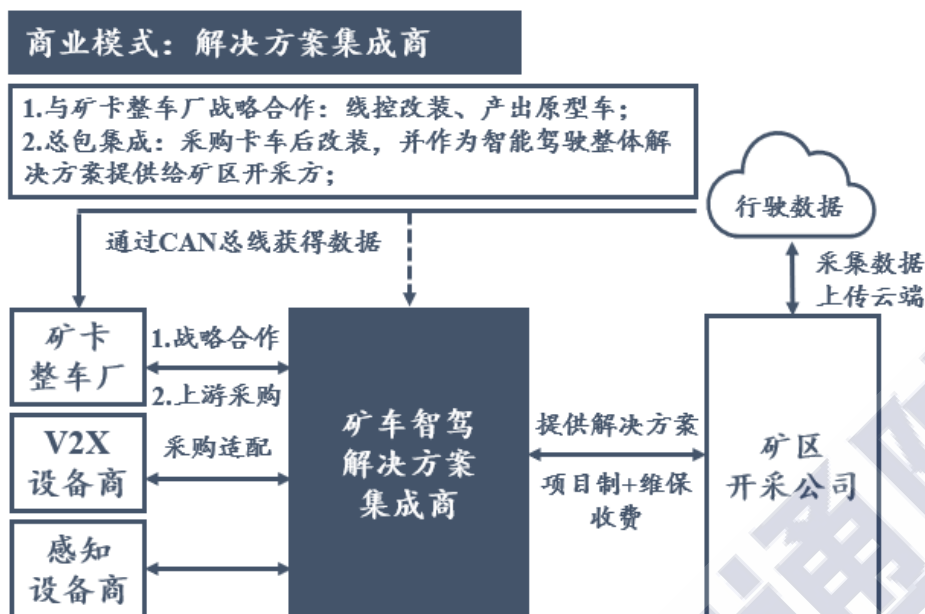 商业模式：解决方案集成商
1.与矿卡整车厂战略合作：线控改装、产出原型车；
2.总包集成：采购卡车后改装，并作为智能驾驶整体解
决方案提供给矿区开采方；
行驶数据
通过CAN总线获得数据
采集数据
上传云端
矿卡
整车厂
1.战略合作
2.上游采购
V2X
设备商
采购适配
感知
设备商
矿车智驾
解决方案
集成商
提供解决方案
项目制+维保
收费
矿区
开采公司